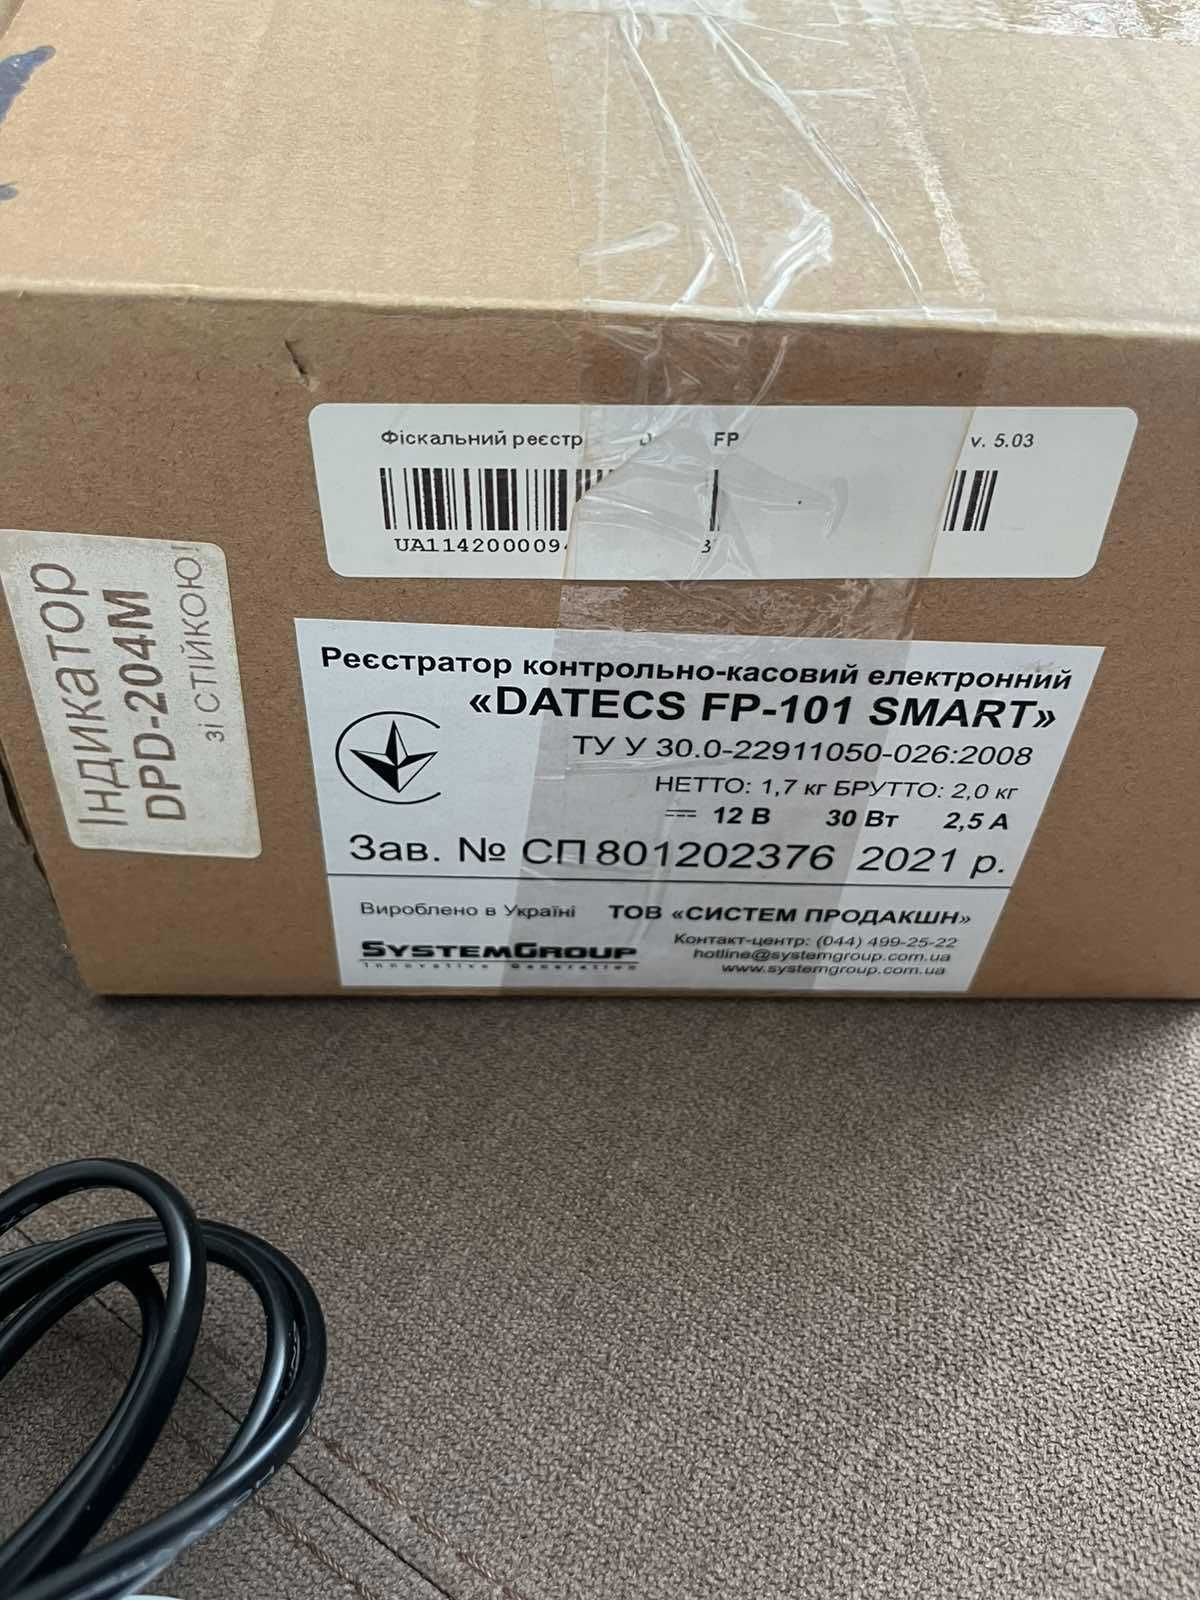 Фіскальний реєстр FP v. 5.03
UA1142000094
Індикатор
DPD-204M
зі СТІЙКОЮ!
Реєстратор контрольно-касовий електронний
«DATECS FP-101 SMART»
ТУ У 30.0-22911050-026:2008
НЕТТО: 1,7 кг БРУТТО: 2,0 кг
12 В 30 Вт 2,5 А
Зав. № СП 801202376 2021 р.
Вироблено в Україні ТОВ «СИСТЕМ ПРОДАКШН»
SYSTEMGROUP
Innovative Generation
Контакт-центр: (044) 499-25-22
hotline@systemgroup.com.ua
www.systemgroup.com.ua